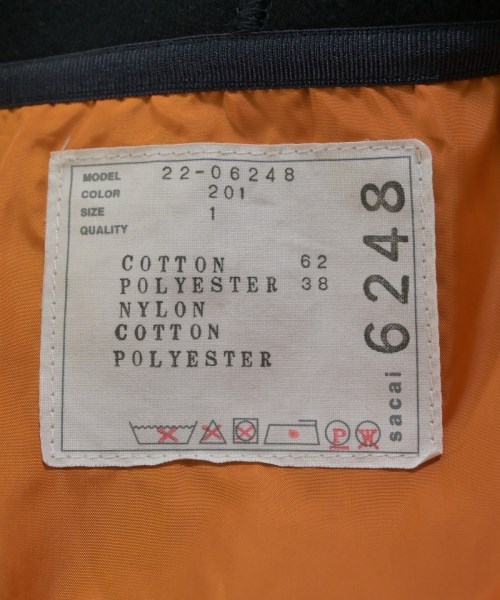 MODEL 22-06248
COLOR 201
SIZE 1
QUALITY
COTTON 62
POLYESTER 38
NYLON
COTTON
POLYESTER
P W
sacai 6248